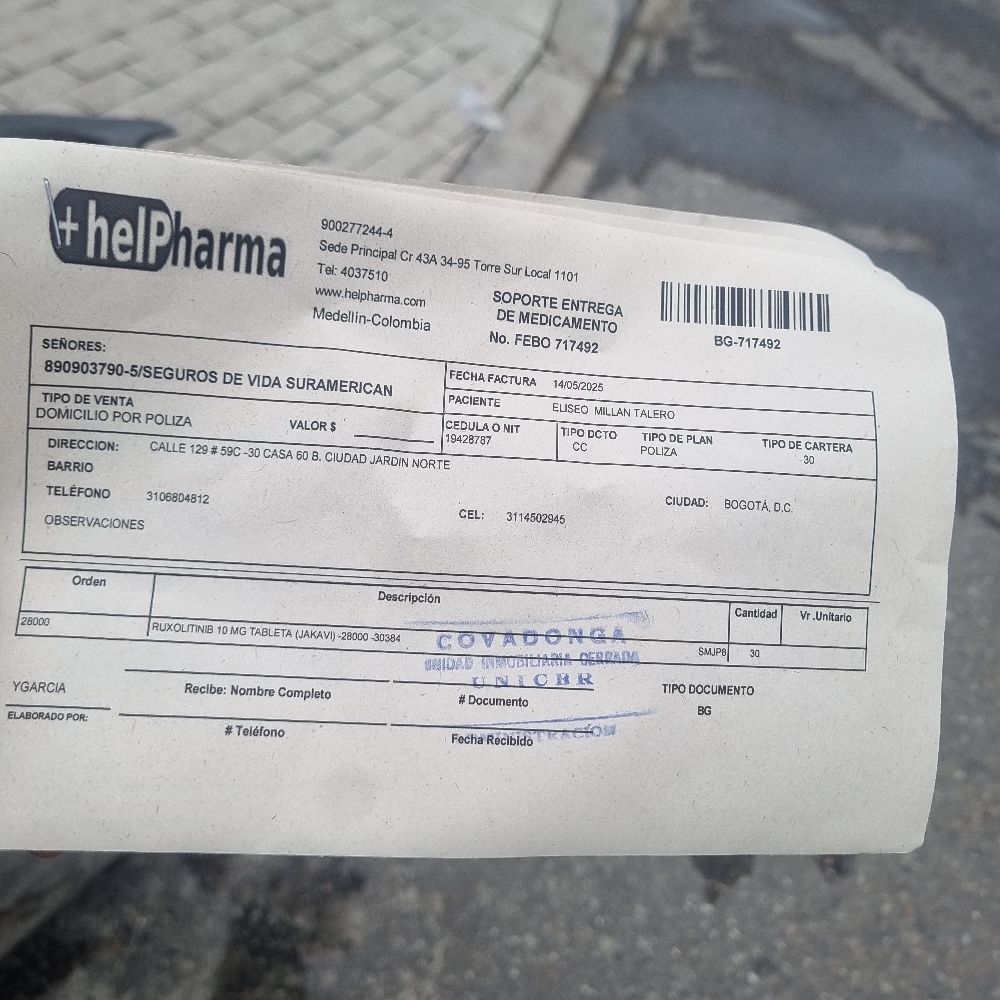 +helPharma
900277244-4
Sede Principal Cr 43A 34-95 Torre Sur Local 1101
Tel: 4037510
www.helpharma.com
Medellín-Colombia
SOPORTE ENTREGA
DE MEDICAMENTO
No. FEBO 717492
BG-717492
SEÑORES:
890903790-5/SEGUROS DE VIDA SURAMERICAN
FECHA FACTURA 14/05/2025
PACIENTE ELISEO MILLAN TALERO
TIPO DE VENTA
DOMICILIO POR POLIZA
VALOR $
CEDULA O NIT
19428787
TIPO DCTO
CC
TIPO DE PLAN
POLIZA
TIPO DE CARTERA
30
DIRECCION: CALLE 129 # 59C -30 CASA 60 B. CIUDAD JARDIN NORTE
BARRIO
TELÉFONO 3106804812
CEL: 3114502945
CIUDAD: BOGOTÁ, D.C.
OBSERVACIONES
Orden Descripción Cantidad Vr .Unitario
28000 RUXOLITINIB 10 MG TABLETA (JAKAVI) -28000 -30384 SMJP8 30
COVADONGA
UNIDAD INMOBILIARIA CERRADA
UNICBR
ADMINISTRACIÓN
YGARCIA
ELABORADO POR:
Recibe: Nombre Completo
# Documento
TIPO DOCUMENTO
BG
# Teléfono
Fecha Recibido